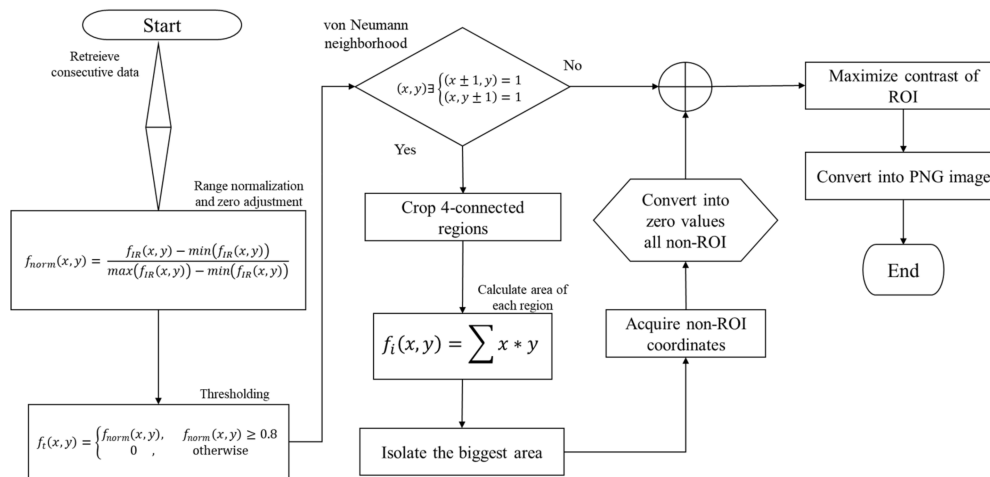 Start
Retreieve
consecutive data
Range normalization
and zero adjustment
f_norm(x, y) = \frac{f_IR(x, y) − min(f_IR(x, y))}{max(f_IR(x, y)) − min(f_IR(x, y))}
Thresholding
f_t(x, y) = { f_norm(x, y), f_norm(x, y) ≥ 0.8
0 , otherwise
von Neumann
neighborhood
(x, y)∃ { (x ± 1, y) = 1
(x, y ± 1) = 1
No
Yes
Crop 4-connected
regions
Calculate area of
each region
f_i(x, y) = ∑ x * y
Isolate the biggest area
Acquire non-ROI
coordinates
Convert into
zero values
all non-ROI
Maximize contrast of
ROI
Convert into PNG image
End